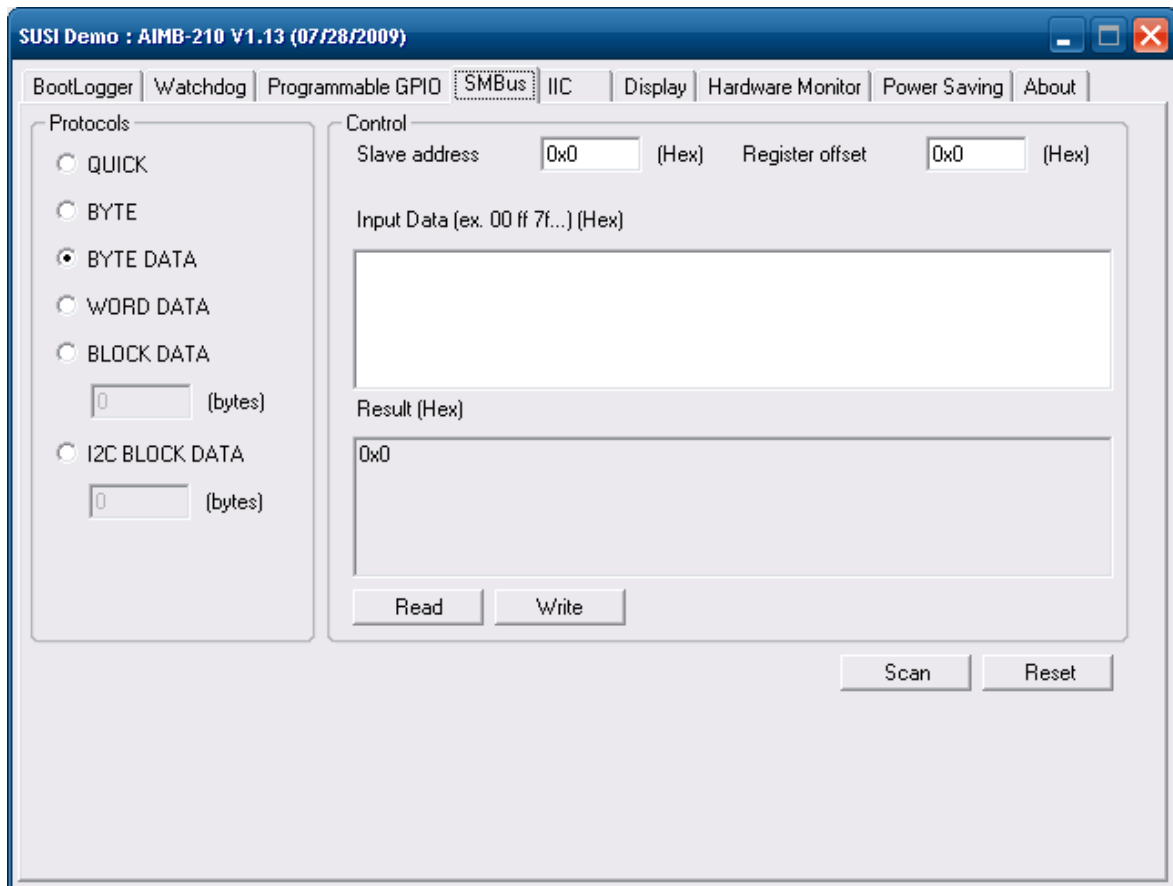 SUSI Demo : AIMB-210 V1.13 (07/28/2009)
BootLogger Watchdog Programmable GPIO SMBus IIC Display Hardware Monitor Power Saving About
Protocols
QUICK
BYTE
BYTE DATA
WORD DATA
BLOCK DATA
0 (bytes)
I2C BLOCK DATA
0 (bytes)
Control
Slave address 0x0 (Hex) Register offset 0x0 (Hex)
Input Data (ex. 00 ff 7f...) (Hex)
Result (Hex)
0x0
Read Write
Scan Reset